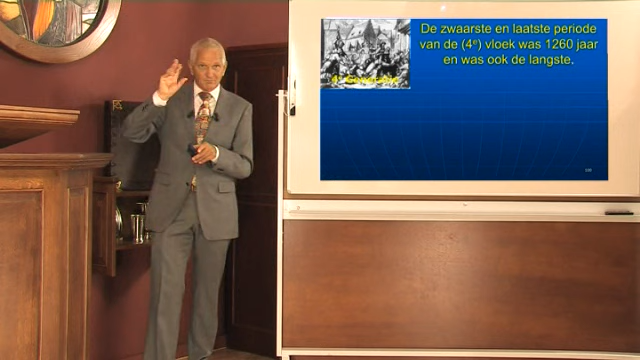 De zwaarste en laatste periode
van de (4e) vloek was 1260 jaar
en was ook de langste,